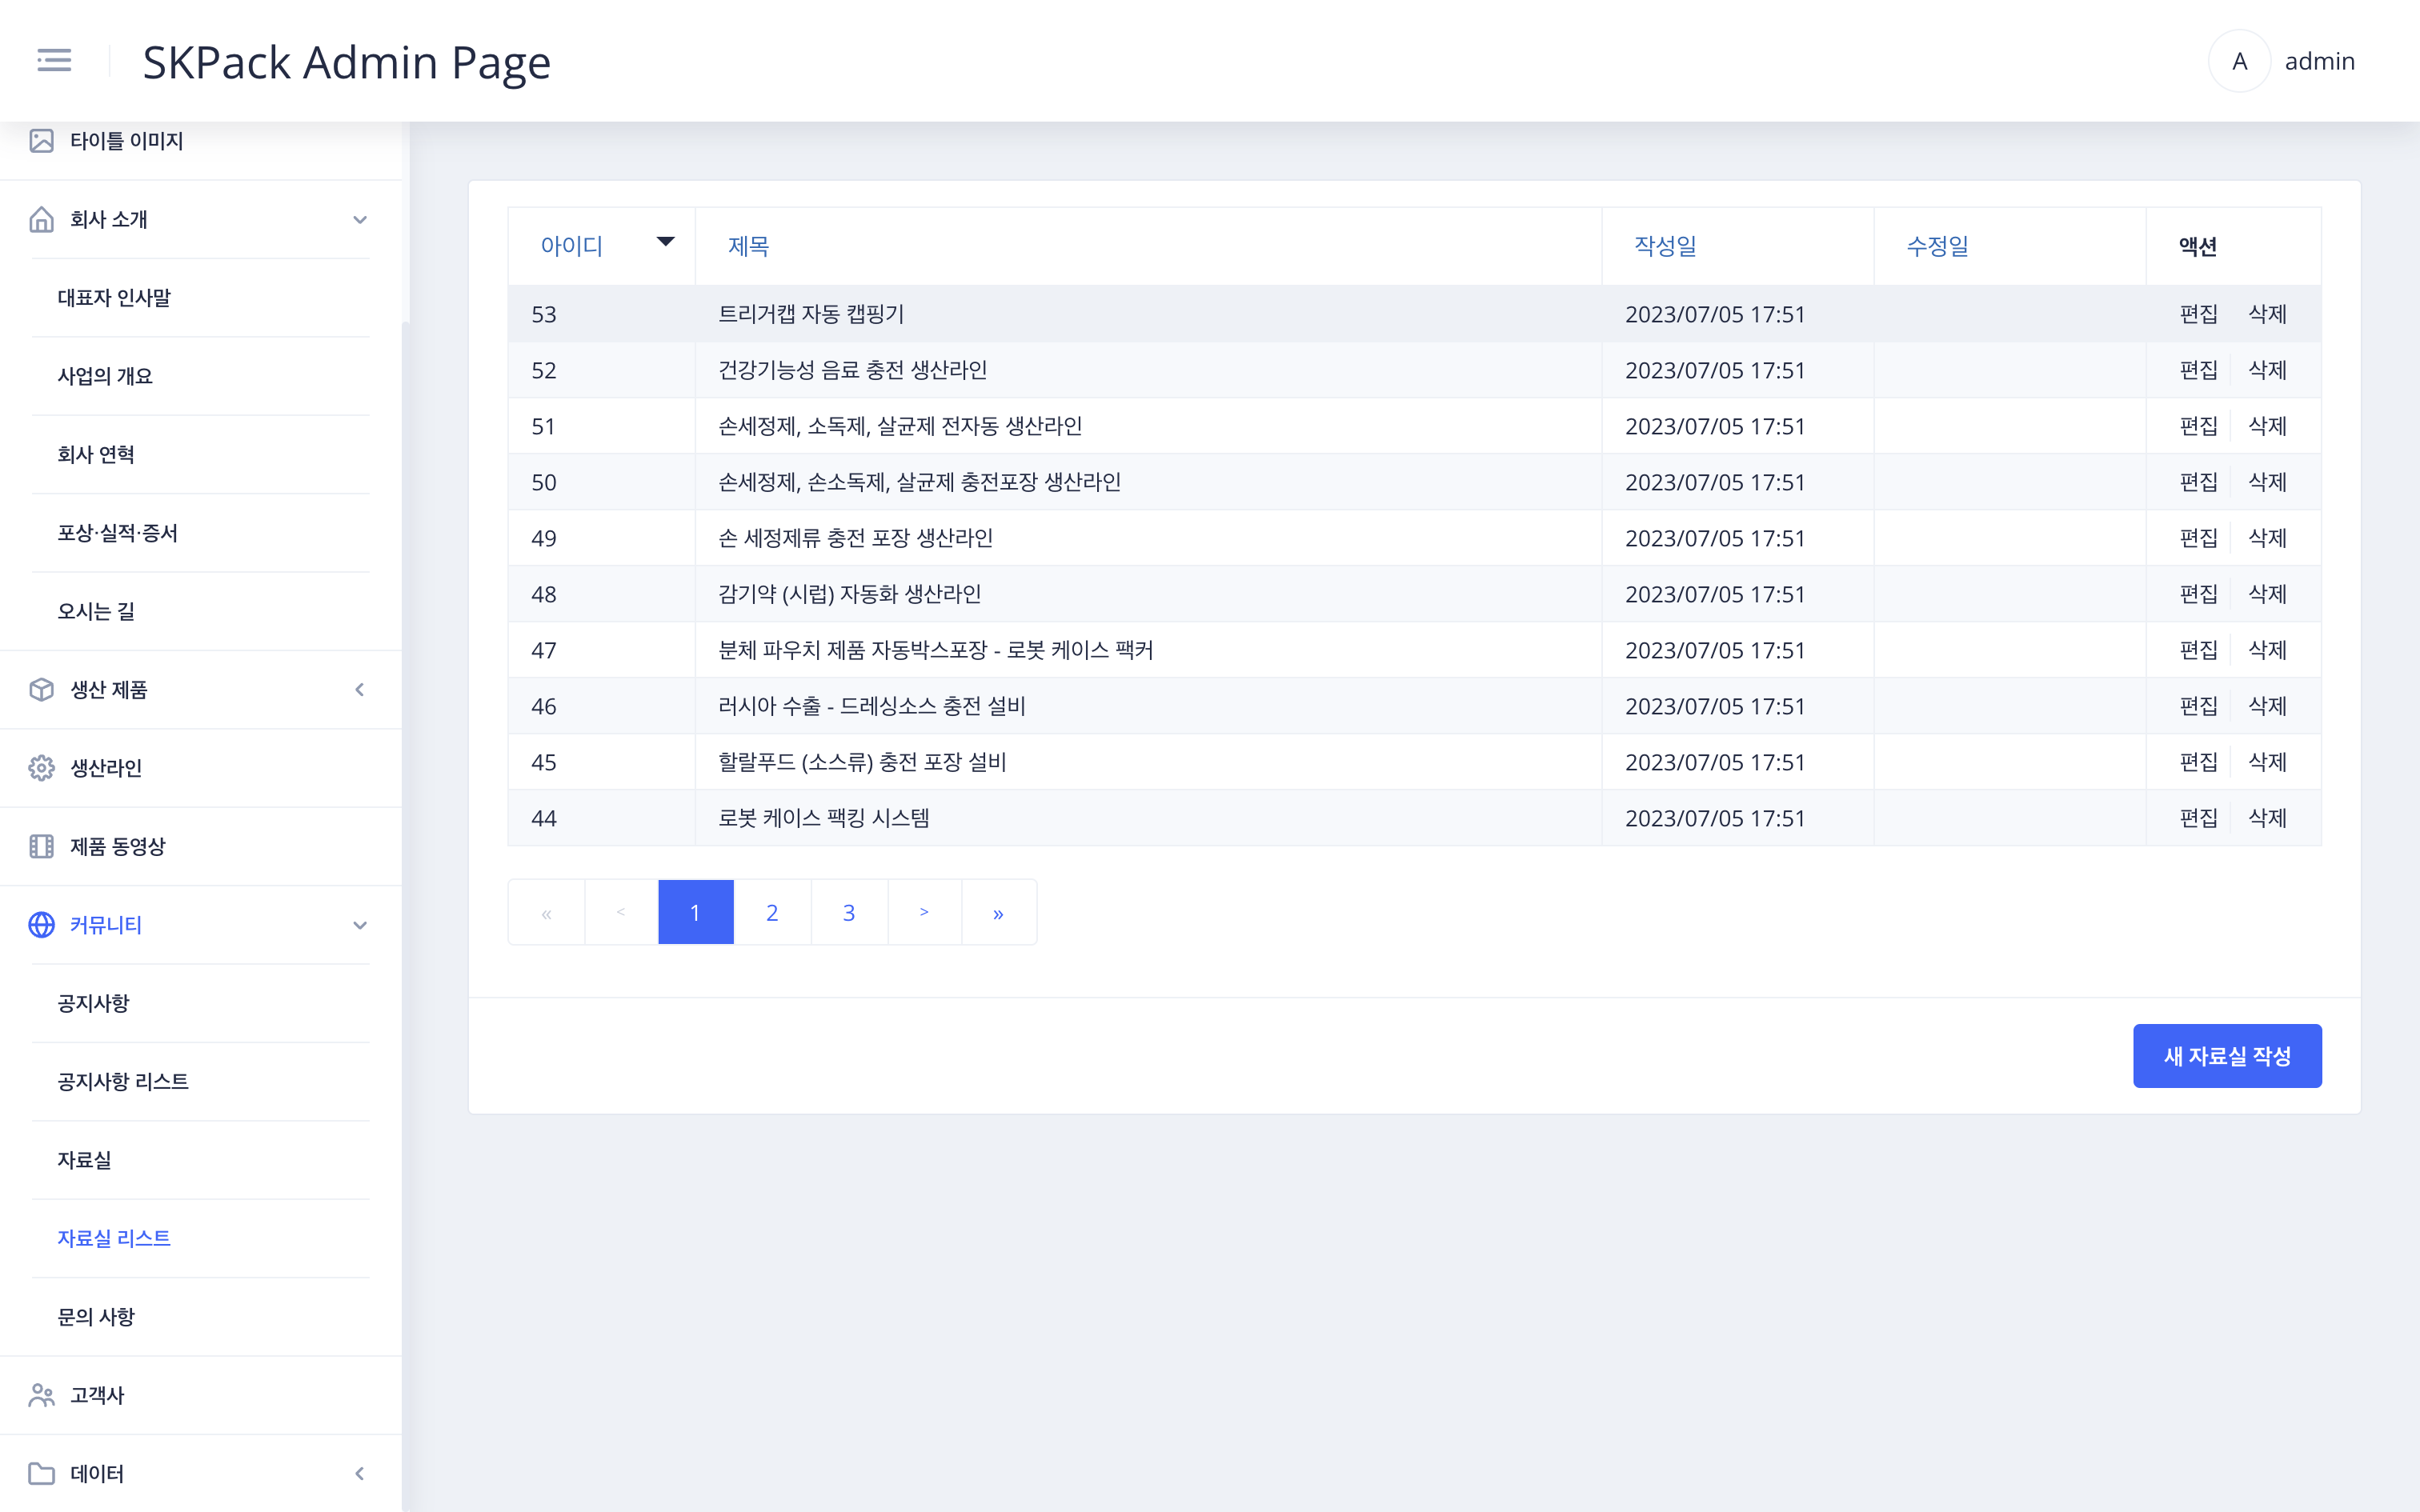 SKPack Admin Page
A admin
타이틀 이미지
회사 소개
대표자 인사말
사업의 개요
회사 연혁
포상·실적·증서
오시는 길
생산 제품
생산라인
제품 동영상
커뮤니티
공지사항
공지사항 리스트
자료실
자료실 리스트
문의 사항
고객사
데이터
아이디 제목 작성일 수정일 액션
53 트리거캡 자동 캡핑기 2023/07/05 17:51 편집 삭제
52 건강기능성 음료 충전 생산라인 2023/07/05 17:51 편집 삭제
51 손세정제, 소독제, 살균제 전자동 생산라인 2023/07/05 17:51 편집 삭제
50 손세정제, 손소독제, 살균제 충전포장 생산라인 2023/07/05 17:51 편집 삭제
49 손 세정제류 충전 포장 생산라인 2023/07/05 17:51 편집 삭제
48 감기약 (시럽) 자동화 생산라인 2023/07/05 17:51 편집 삭제
47 분체 파우치 제품 자동박스포장 - 로봇 케이스 팩커 2023/07/05 17:51 편집 삭제
46 러시아 수출 - 드레싱소스 충전 설비 2023/07/05 17:51 편집 삭제
45 할랄푸드 (소스류) 충전 포장 설비 2023/07/05 17:51 편집 삭제
44 로봇 케이스 팩킹 시스템 2023/07/05 17:51 편집 삭제
« < 1 2 3 > »
새 자료실 작성